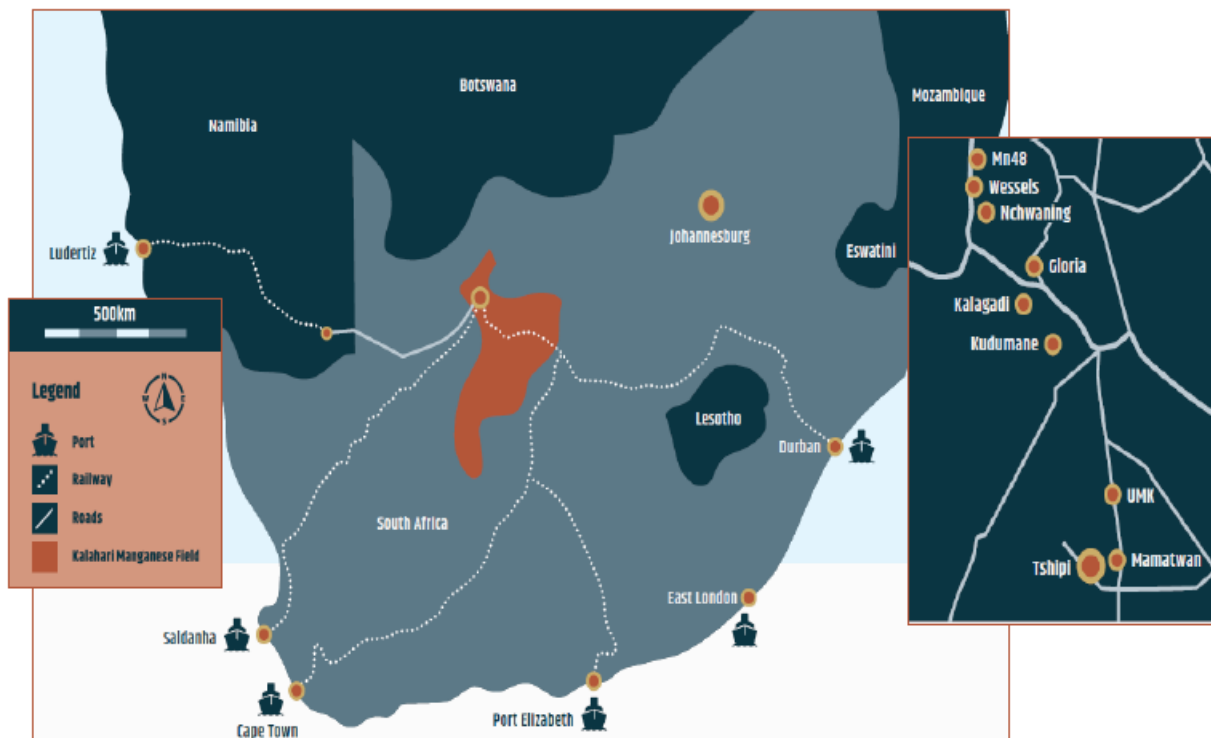 Botswana
Mozambique
Namibia
Johannesburg
Eswatini
Ludertiz
500km
Legend
N
W E
S
Port
Railway
Roads
Kalahari Manganese Field
Lesotho
Durban
South Africa
East London
Saldanha
Port Elizabeth
Cape Town
Mn48
Wessels
Nchwaning
Gloria
Kalagadi
Kudumane
UMK
Tshipi
Mamatwan